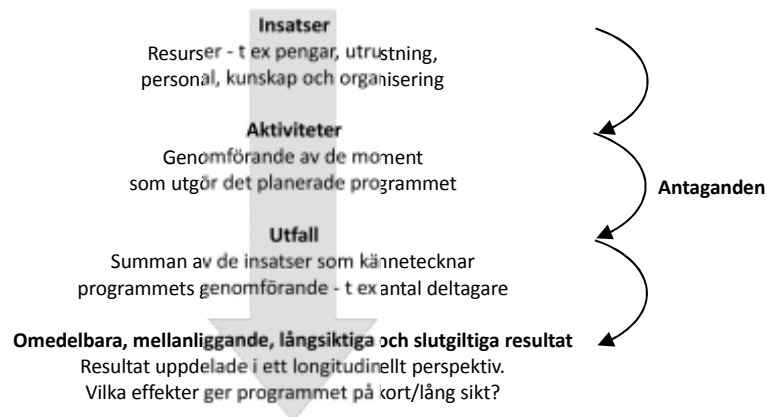 Insatser
Resurser - t ex pengar, utrustning,
personal, kunskap och organisering
Aktiviteter
Genomförande av de moment
som utgör det planerade programmet
Antaganden
Utfall
Summan av de insatser som kännetecknar
programmets genomförande - t ex antal deltagare
Omedelbara, mellanliggande, långsiktiga och slutgiltiga resultat
Resultat uppdelade i ett longitudinellt perspektiv.
Vilka effekter ger programmet på kort/lång sikt?